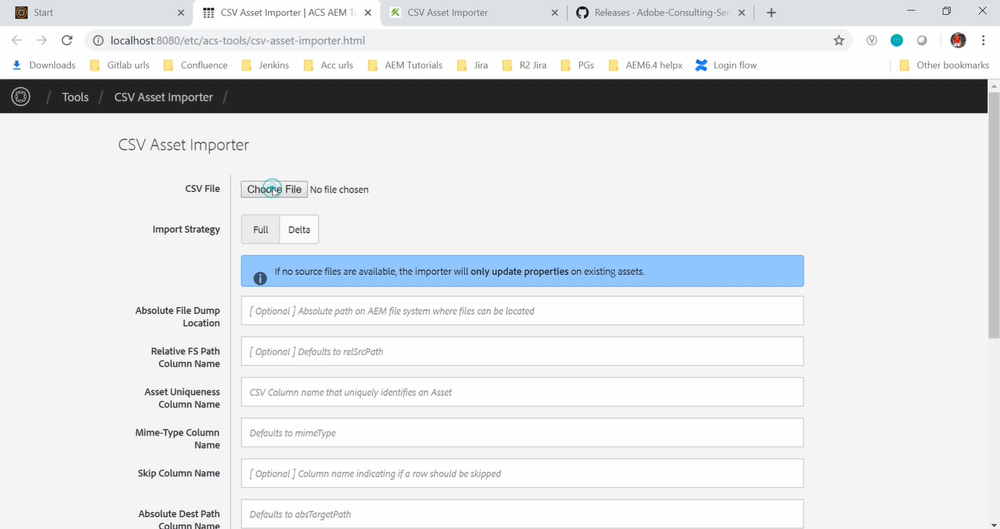 Start
CSV Asset Importer | ACS AEM To
CSV Asset Importer
Releases · Adobe-Consulting-Ser
localhost:8080/etc/acs-tools/csv-asset-importer.html
Downloads
Gitlab urls
Confluence
Jenkins
Acc urls
AEM Tutorials
Jira
R2 Jira
PGs
AEM6.4 helpx
Login flow
Other bookmarks
/ Tools / CSV Asset Importer /
CSV Asset Importer
CSV File
Choose File No file chosen
Import Strategy
Full
Delta
If no source files are available, the importer will only update properties on existing assets.
Absolute File Dump
Location
[ Optional ] Absolute path on AEM file system where files can be located
Relative FS Path
Column Name
[ Optional ] Defaults to relSrcPath
Asset Uniqueness
Column Name
CSV Column name that uniquely identifies an Asset
Mime-Type Column
Name
Defaults to mimeType
Skip Column Name
[ Optional ] Column name indicating if a row should be skipped
Absolute Dest Path
Column Name
Defaults to absTargetPath